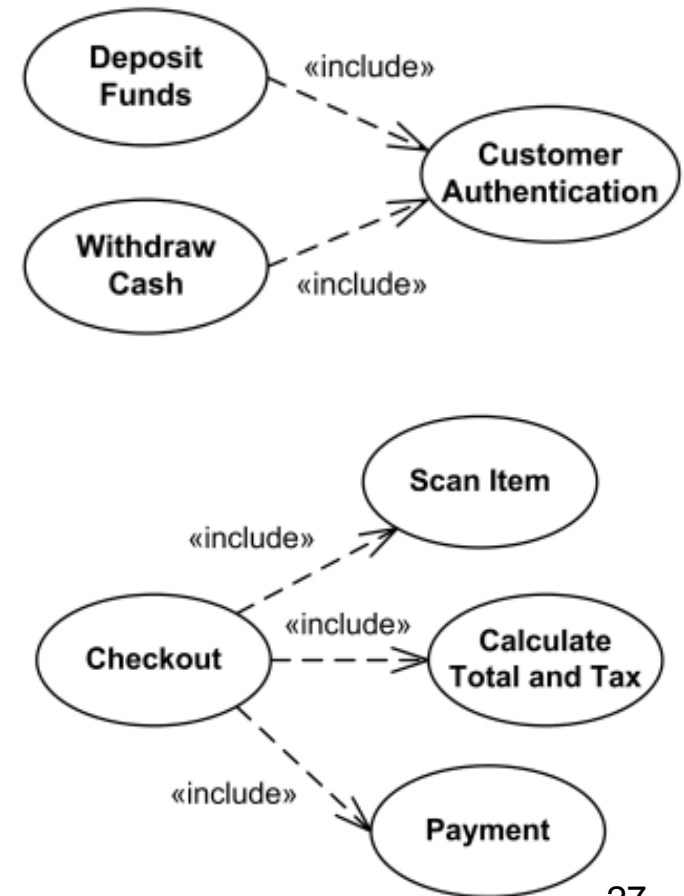 Deposit
Funds
«include»
Customer
Authentication
Withdraw
Cash
«include»
Scan Item
«include»
«include»
Checkout
Calculate
Total and Tax
«include»
Payment
27